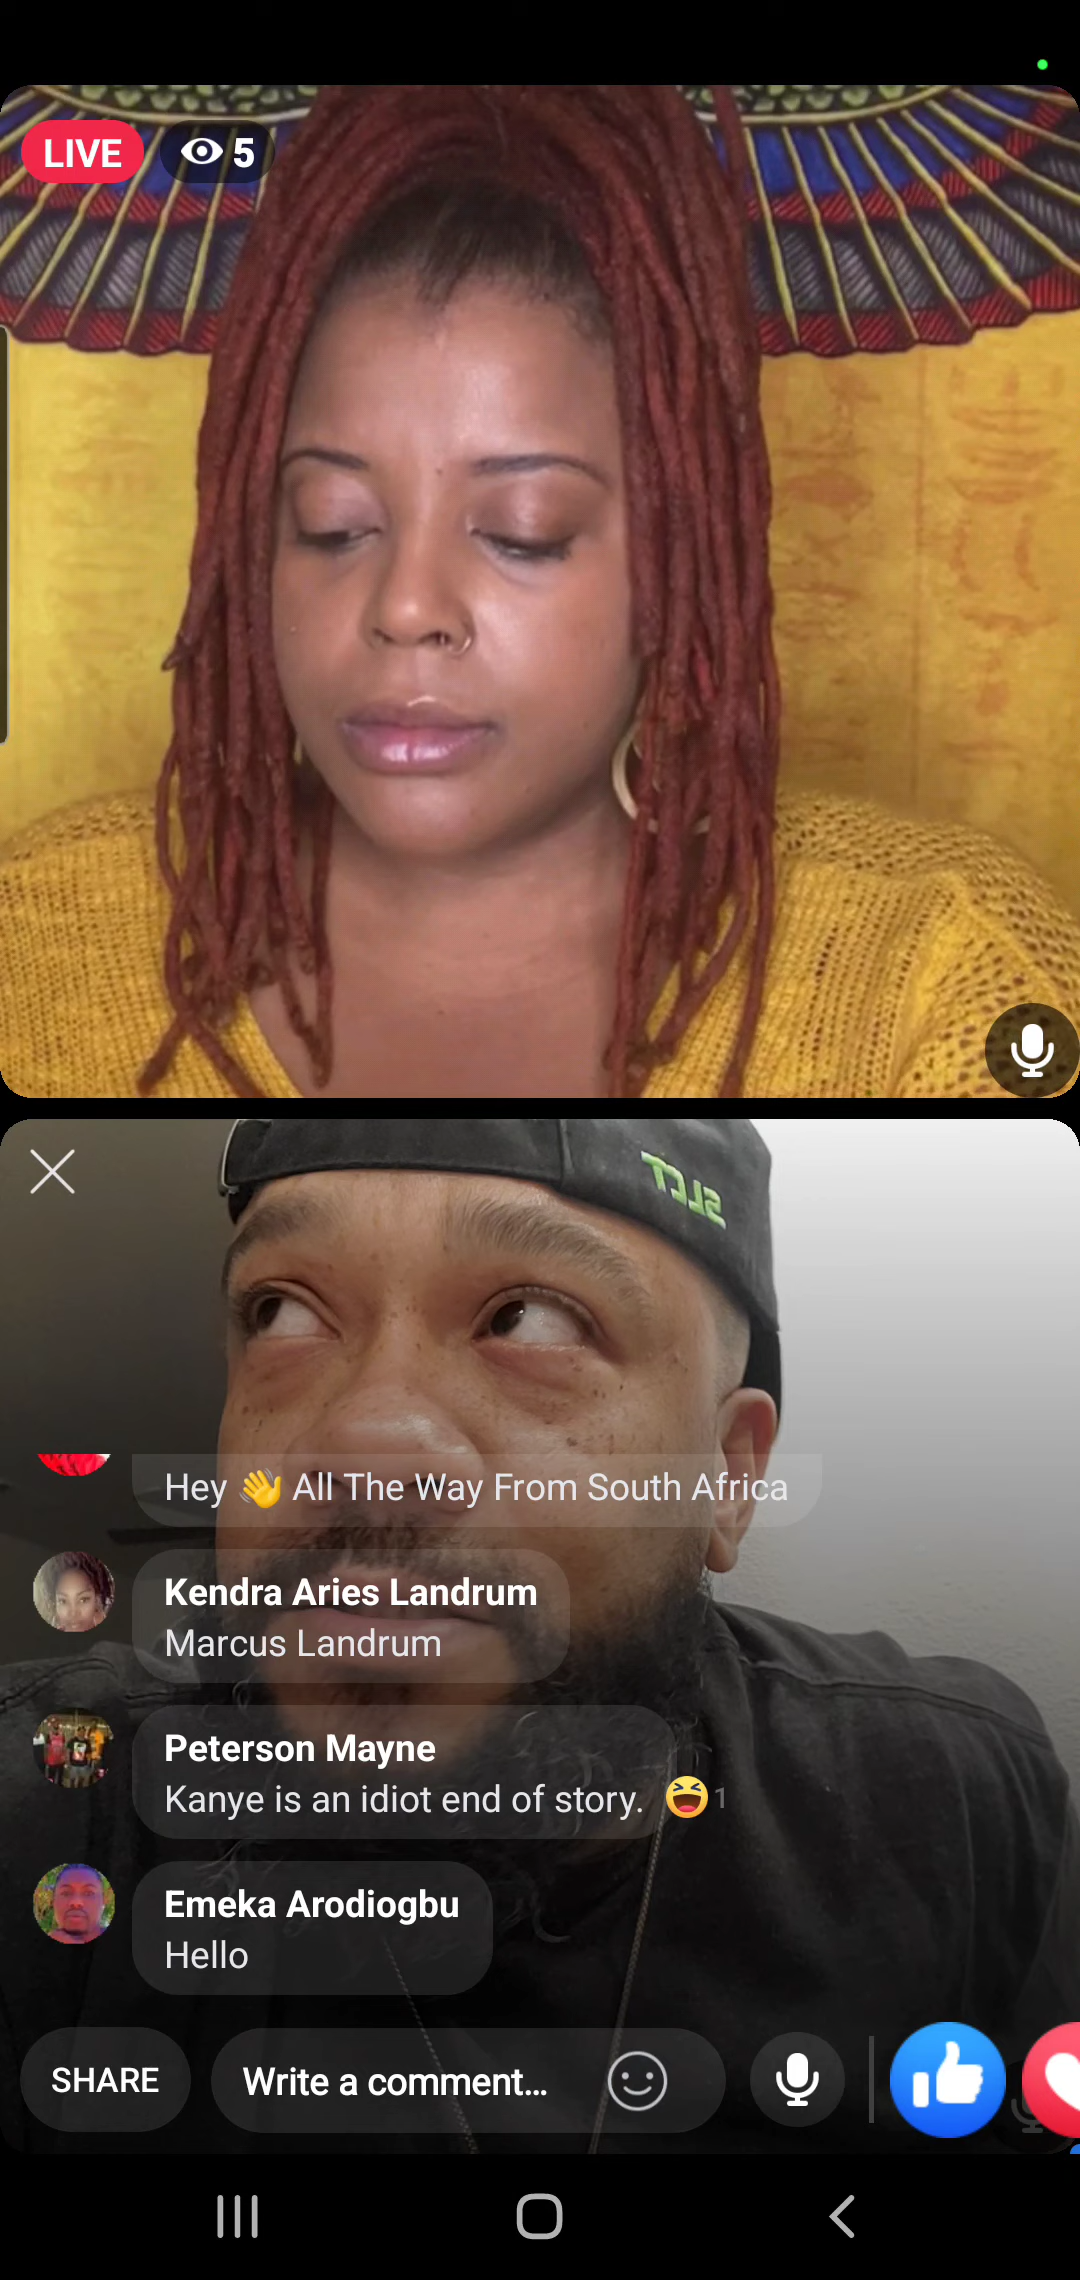 LIVE 5
SLCT
Hey 👋 All The Way From South Africa
Kendra Aries Landrum
Marcus Landrum
Peterson Mayne
Kanye is an idiot end of story. 😆 1
Emeka Arodiogbu
Hello
SHARE Write a comment...